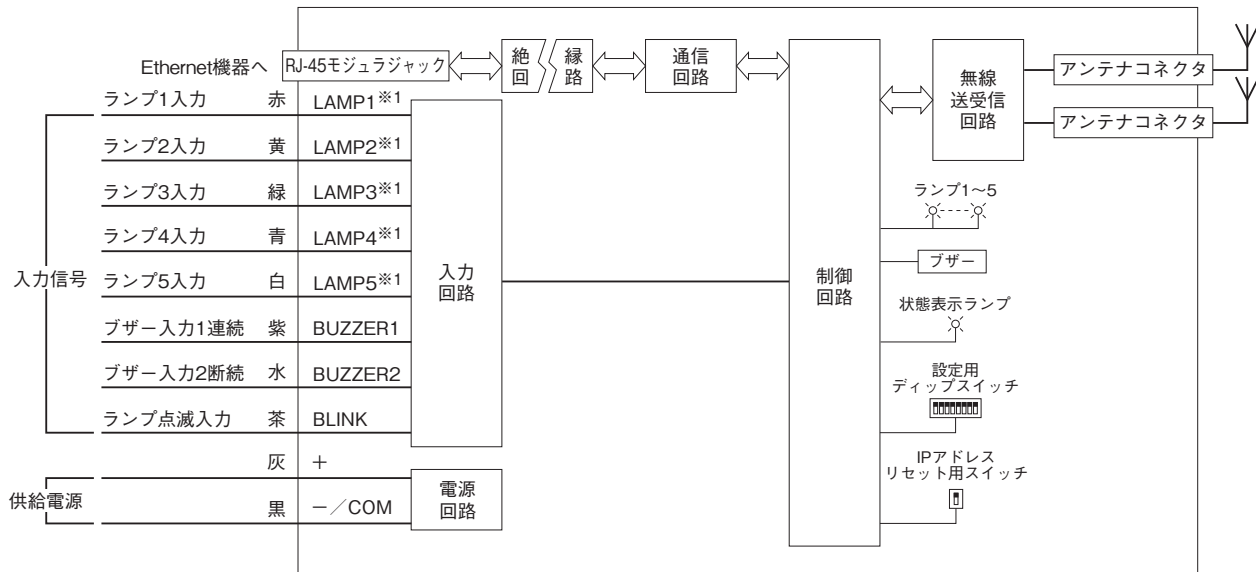 Ethernet機器へ
RJ-45モジュラジャック
絶縁
回路
通信
回路
無線
送受信
回路
アンテナコネクタ
アンテナコネクタ
入力信号
ランプ1入力 赤 LAMP1※1
ランプ2入力 黄 LAMP2※1
ランプ3入力 緑 LAMP3※1
ランプ4入力 青 LAMP4※1
ランプ5入力 白 LAMP5※1
ブザー入力1連続 紫 BUZZER1
ブザー入力2断続 水 BUZZER2
ランプ点滅入力 茶 BLINK
入力
回路
供給電源
灰 +
黒 −/COM
電源
回路
制御
回路
ランプ1〜5
ブザー
状態表示ランプ
設定用
ディップスイッチ
IPアドレス
リセット用スイッチ